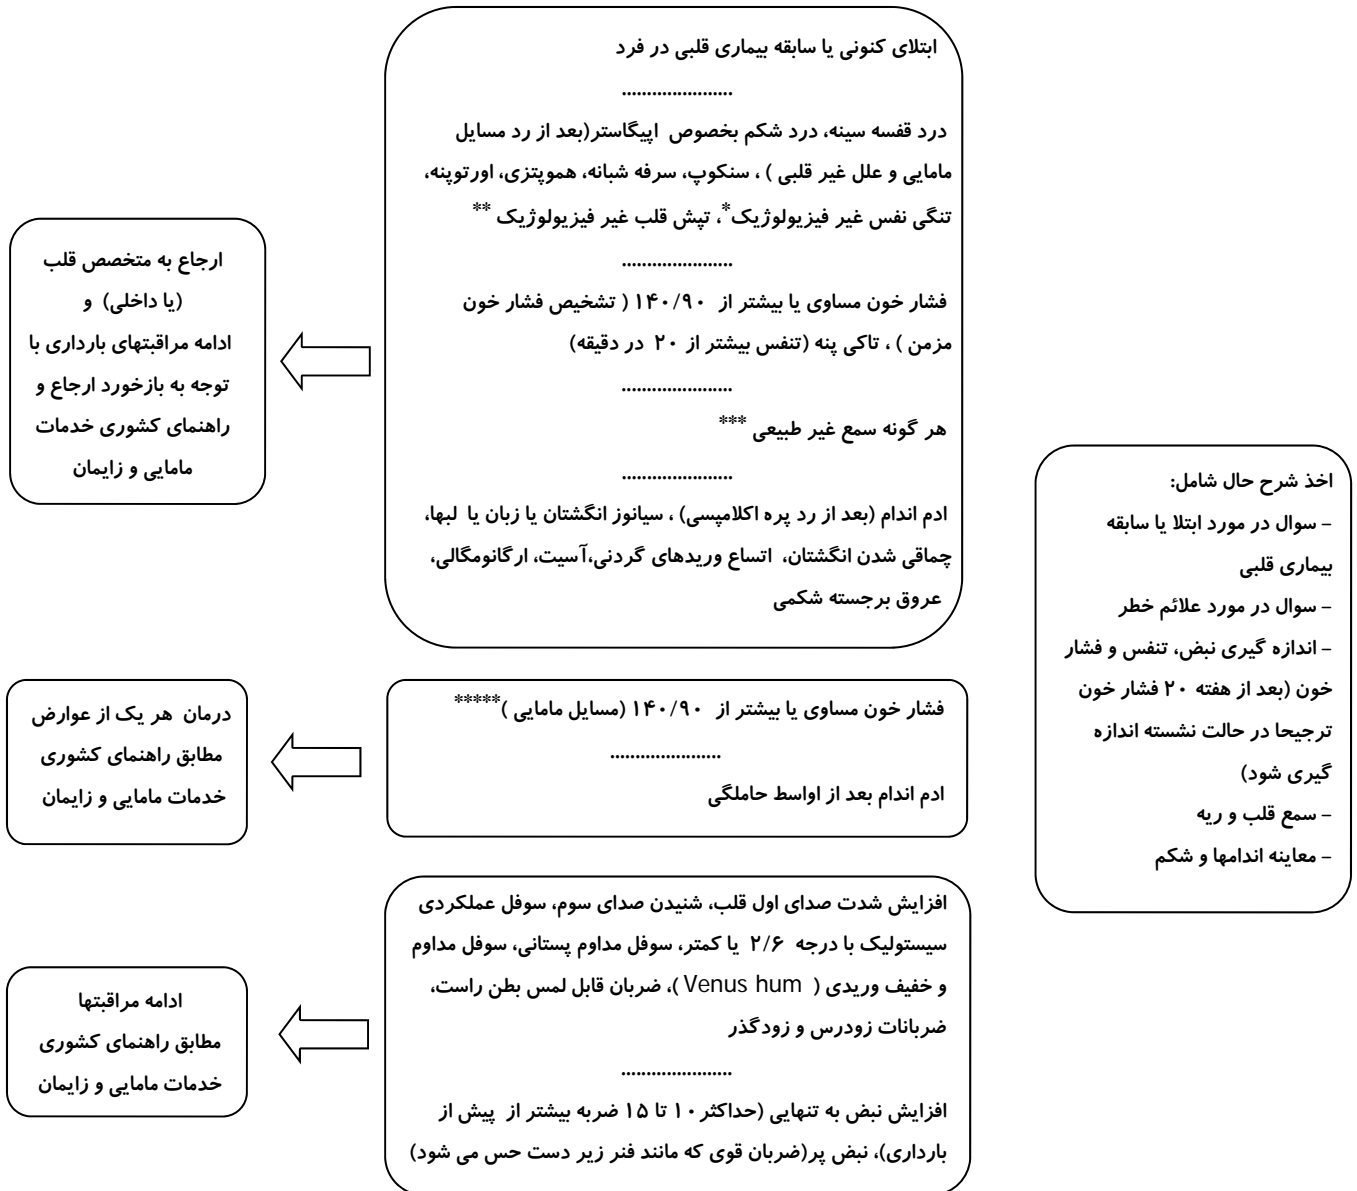 اخذ شرح حال شامل:
- سوال در مورد ابتلا یا سابقه
بیماری قلبی
- سوال در مورد علائم خطر
- اندازه گیری نبض، تنفس و فشار
خون (بعد از هفته ۲۰ فشار خون
ترجیحا در حالت نشسته اندازه
گیری شود)
- سمع قلب و ریه
- معاینه اندامها و شکم
ابتلای کنونی یا سابقه بیماری قلبی در فرد
......................
درد قفسه سینه، درد شکم بخصوص اپیگاستر(بعد از رد مسایل
مامایی و علل غیر قلبی ) ، سنکوپ، سرفه شبانه، هموپتزی، اورتوپنه،
تنگی نفس غیر فیزیولوژیک*، تپش قلب غیر فیزیولوژیک **
......................
فشار خون مساوی یا بیشتر از ۱۴۰/۹۰ ( تشخیص فشار خون
مزمن ) ، تاکی پنه (تنفس بیشتر از ۲۰ در دقیقه)
......................
هر گونه سمع غیر طبیعی ***
......................
ادم اندام (بعد از رد پره اکلامپسی) ، سیانوز انگشتان یا زبان یا لبها،
چماقی شدن انگشتان، اتساع وریدهای گردنی،آسیت، ارگانومگالی،
عروق برجسته شکمی
ارجاع به متخصص قلب
(یا داخلی) و
ادامه مراقبتهای بارداری با
توجه به بازخورد ارجاع و
راهنمای کشوری خدمات
مامایی و زایمان
فشار خون مساوی یا بیشتر از ۱۴۰/۹۰ (مسایل مامایی )*****
......................
ادم اندام بعد از اواسط حاملگی
درمان هر یک از عوارض
مطابق راهنمای کشوری
خدمات مامایی و زایمان
افزایش شدت صدای اول قلب، شنیدن صدای سوم، سوفل عملکردی
سیستولیک با درجه ۲/۶ یا کمتر، سوفل مداوم پستانی، سوفل مداوم
و خفیف وریدی ( Venus hum )، ضربان قابل لمس بطن راست،
ضربانات زودرس و زودگذر
......................
افزایش نبض به تنهایی (حداکثر۱۰ تا ۱۵ ضربه بیشتر از پیش از
بارداری)، نبض پر(ضربان قوی که مانند فنر زیر دست حس می شود)
ادامه مراقبتها
مطابق راهنمای کشوری
خدمات مامایی و زایمان